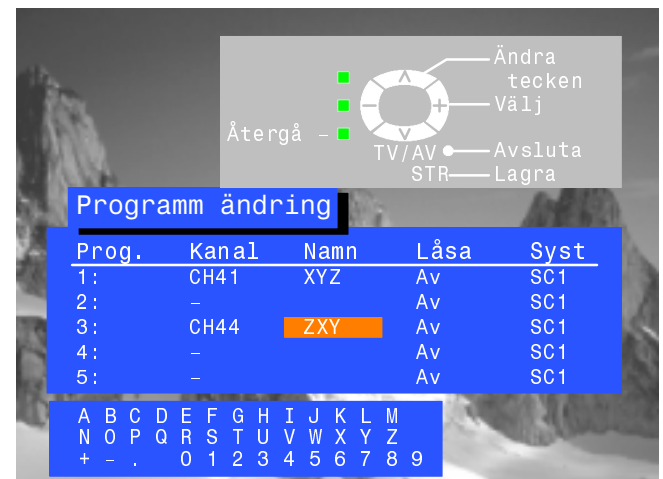 Ändra
tecken
Välj
Återgå –
TV/AV Avsluta
STR Lagra
Programm ändring
Prog. Kanal Namn Låsa Syst
1: CH41 XYZ Av SC1
2: – Av SC1
3: CH44 ZXY Av SC1
4: – Av SC1
5: – Av SC1
A B C D E F G H I J K L M
N O P Q R S T U V W X Y Z
+ – . 0 1 2 3 4 5 6 7 8 9